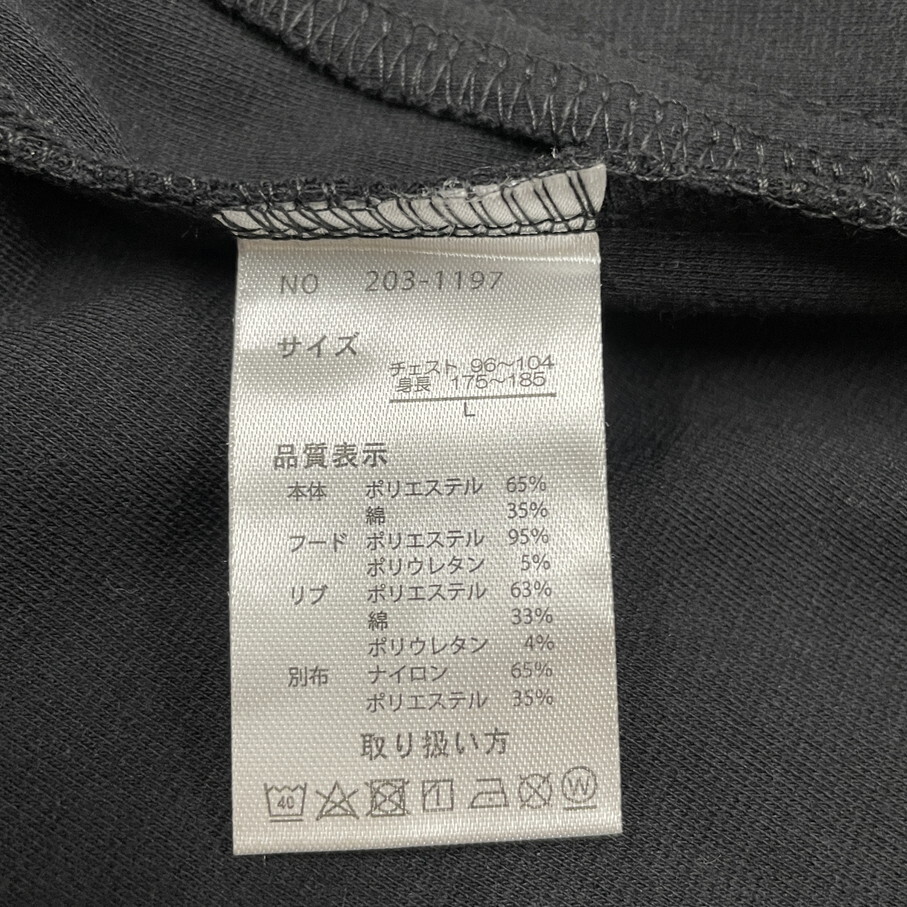 NO 203-1197
サイズ
チェスト 96～104
身長 175～185
L
品質表示
本体 ポリエステル 65%
綿 35%
フード ポリエステル 95%
ポリウレタン 5%
リブ ポリエステル 63%
綿 33%
ポリウレタン 4%
別布 ナイロン 65%
ポリエステル 35%
取り扱い方
40 W